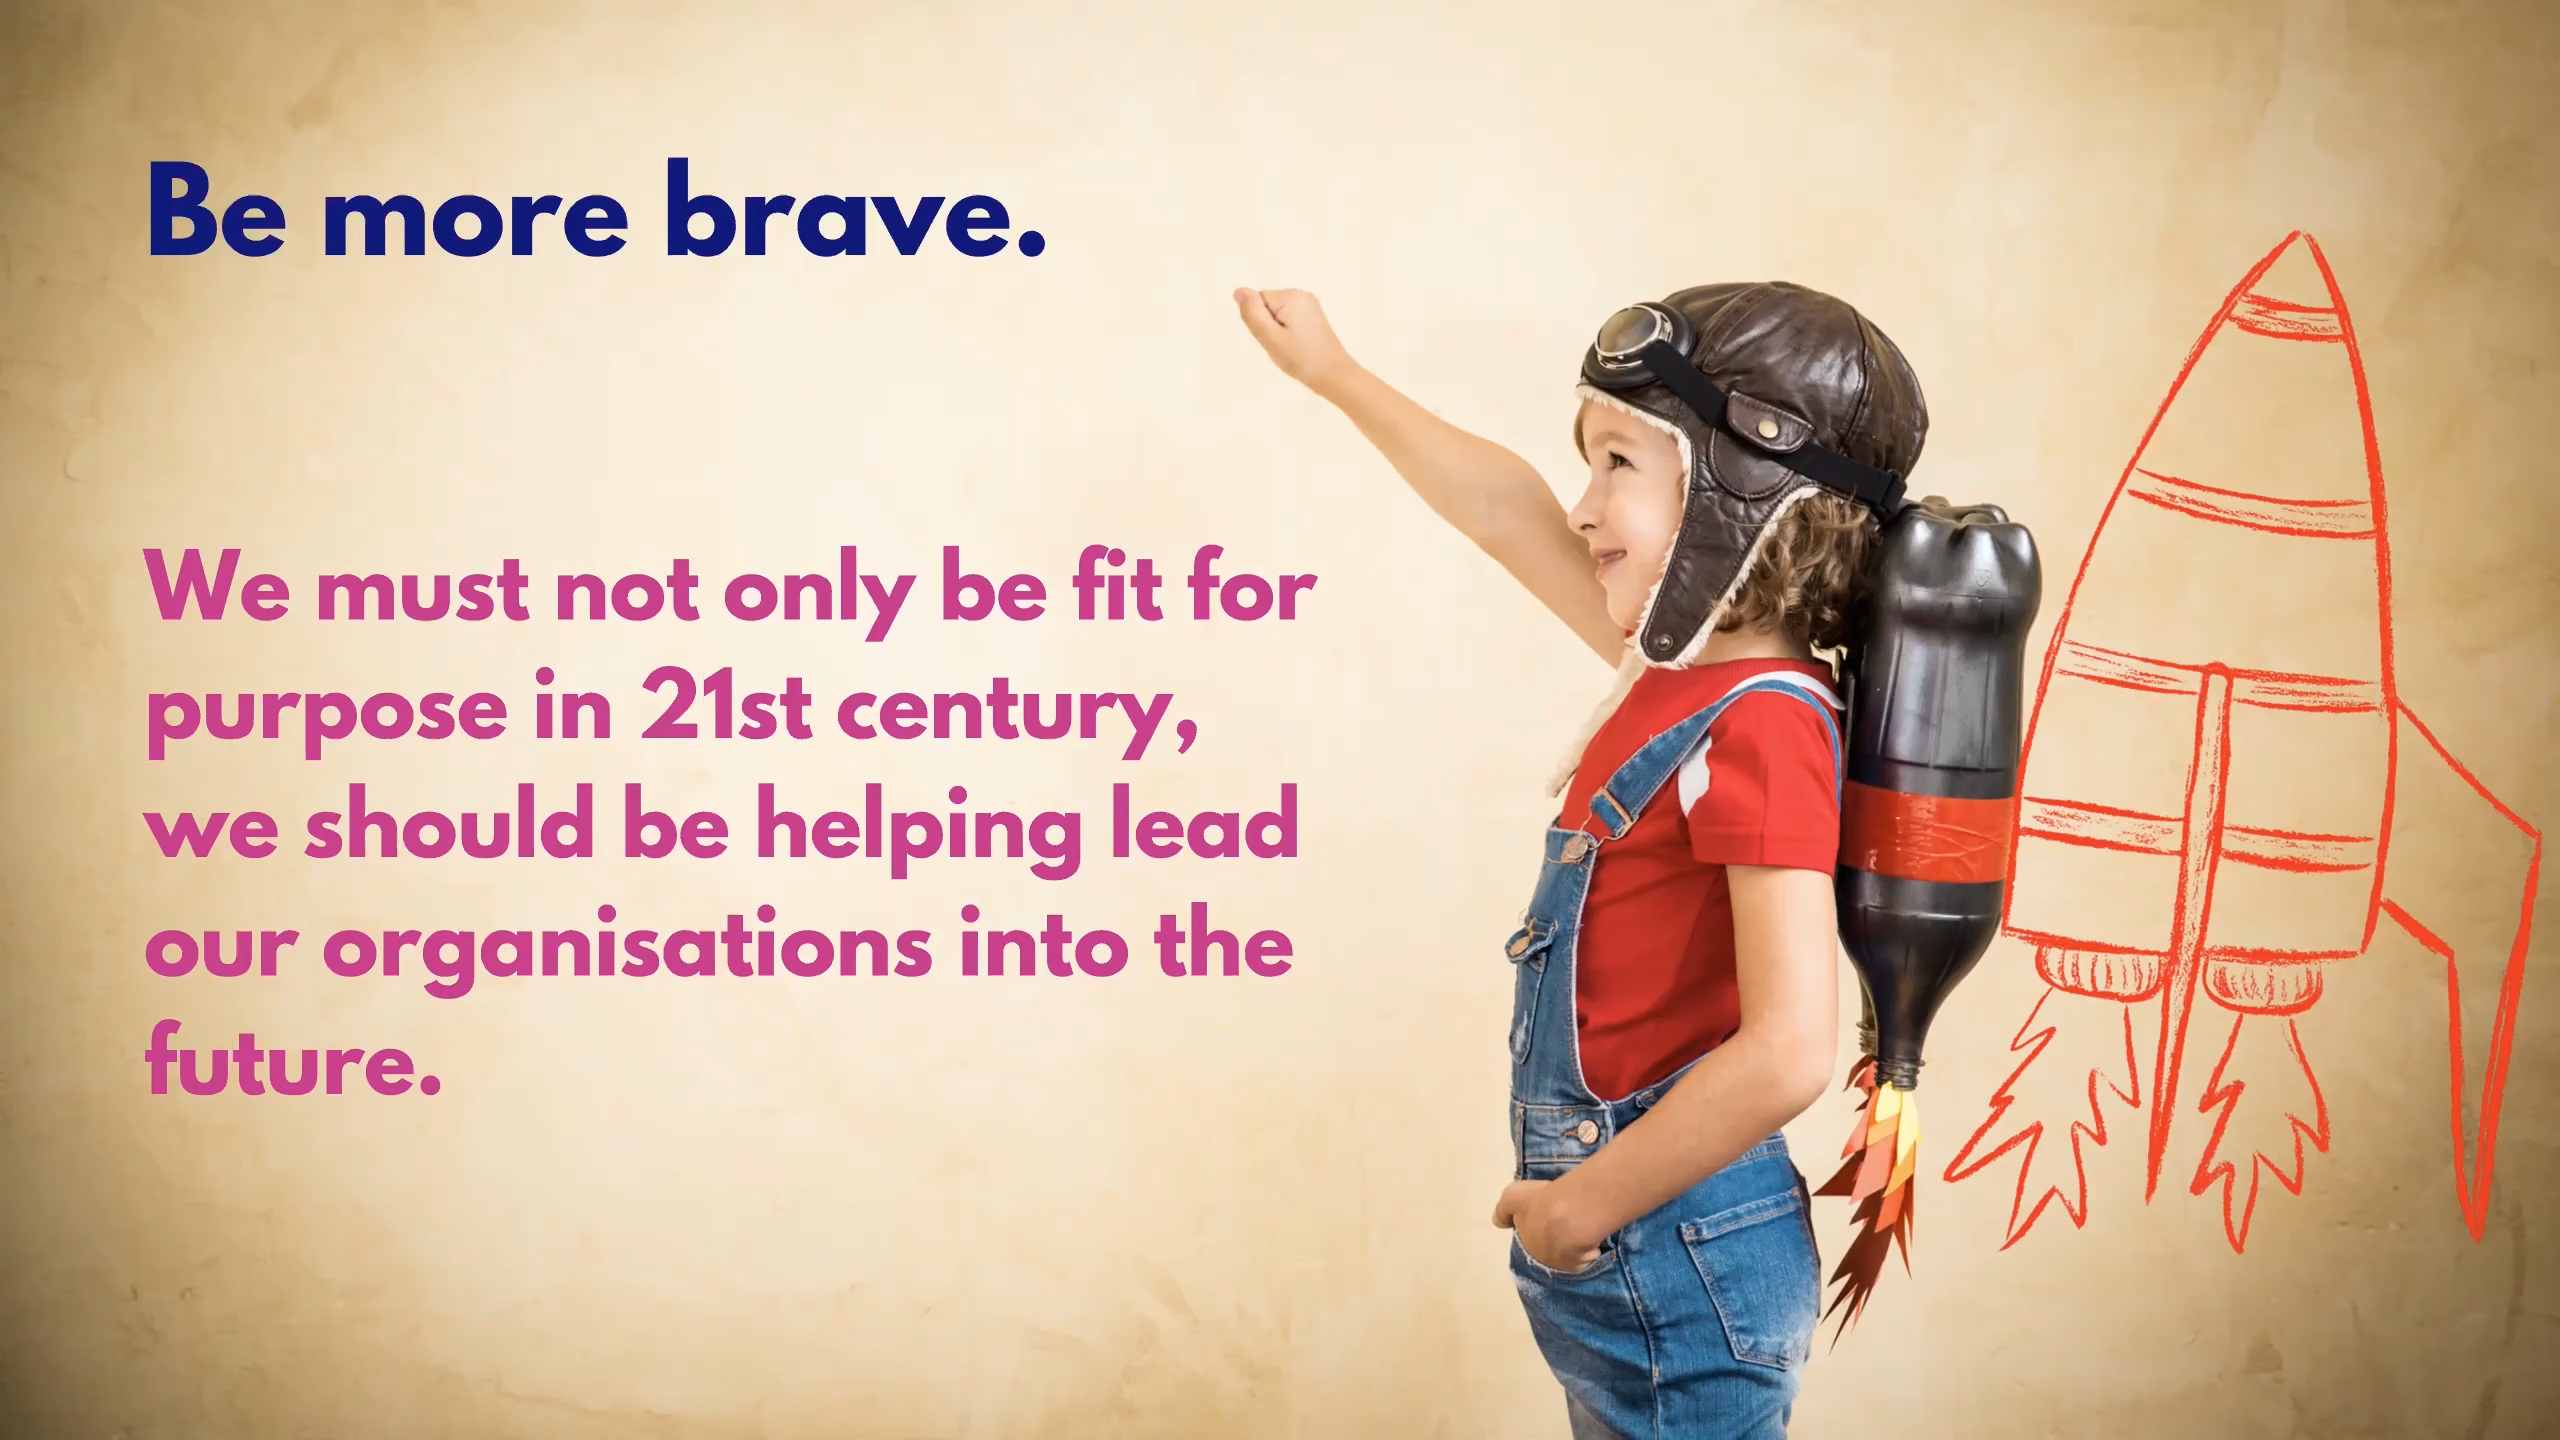 Be more brave.
We must not only be fit for
purpose in 21st century,
we should be helping lead
our organisations into the
future.